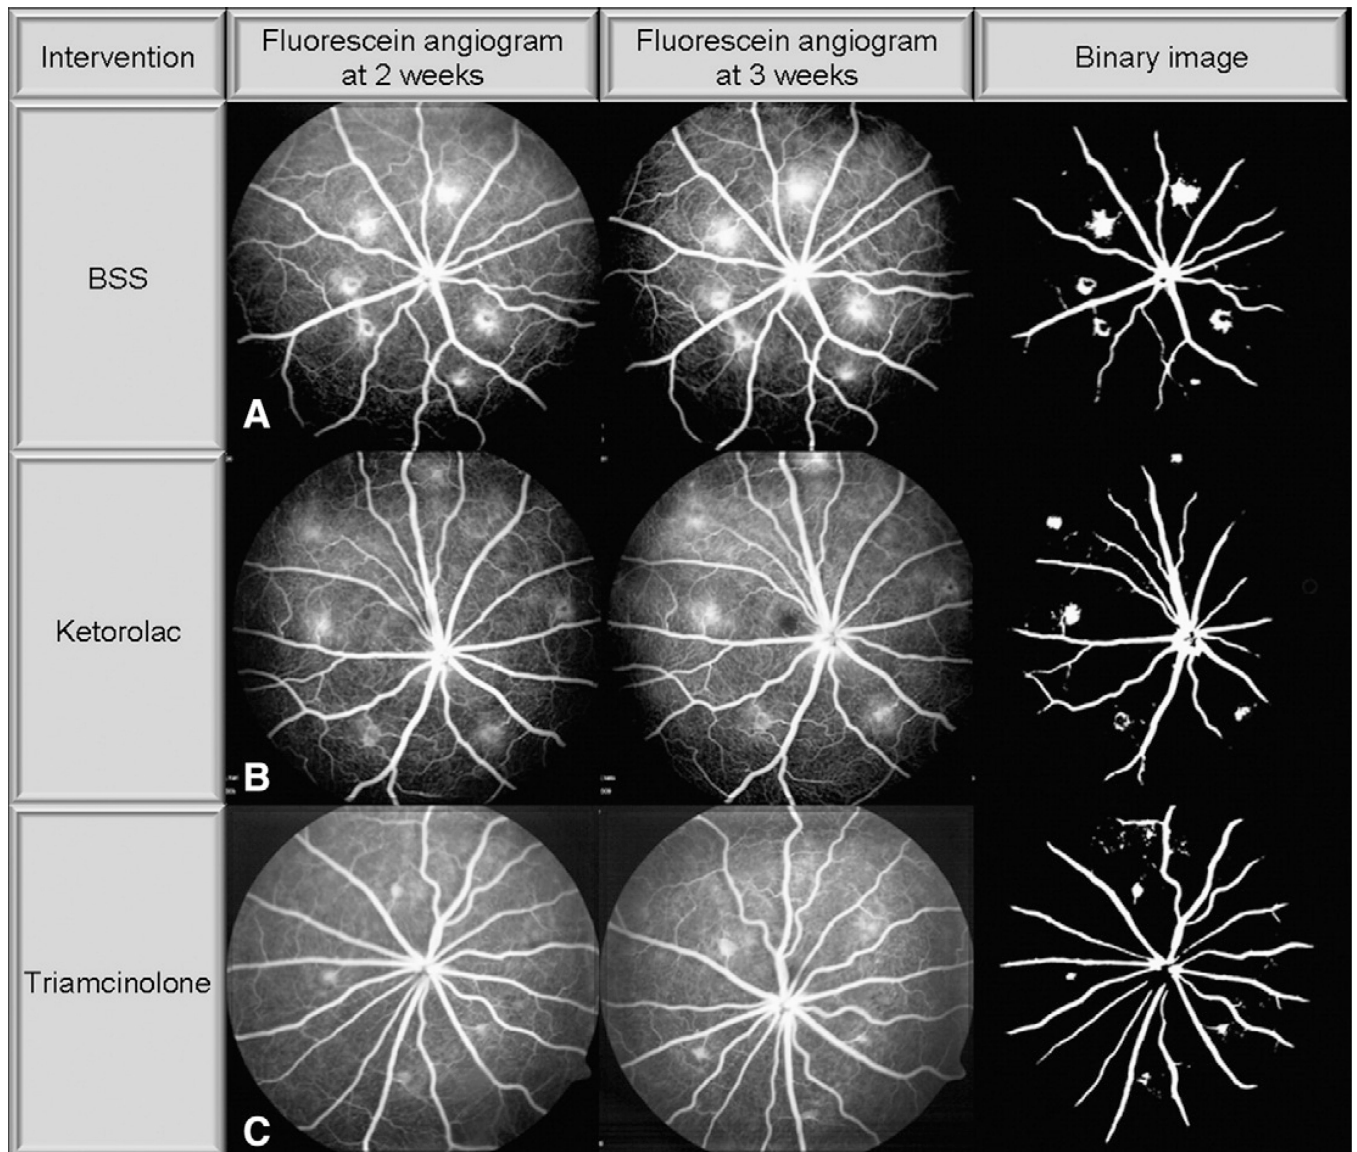 Intervention
Fluorescein angiogram
at 2 weeks
Fluorescein angiogram
at 3 weeks
Binary image
BSS
A
Ketorolac
B
Triamcinolone
C